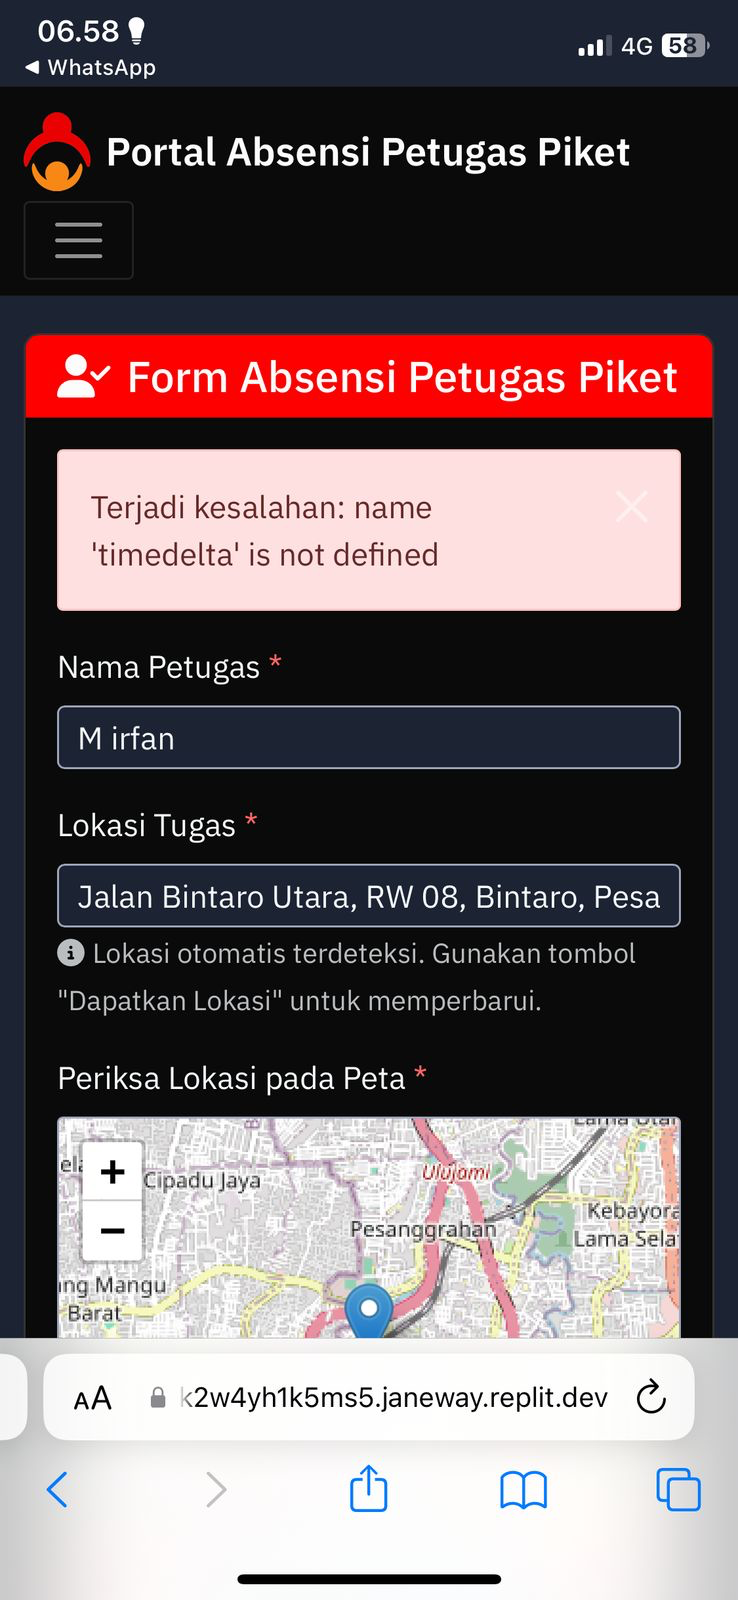 06.58
4G 58
◀ WhatsApp
Portal Absensi Petugas Piket
Form Absensi Petugas Piket
Terjadi kesalahan: name
'timedelta' is not defined
Nama Petugas *
M irfan
Lokasi Tugas *
Jalan Bintaro Utara, RW 08, Bintaro, Pesa
Lokasi otomatis terdeteksi. Gunakan tombol
"Dapatkan Lokasi" untuk memperbarui.
Periksa Lokasi pada Peta *
Lama Utar
+
Cipadu Jaya
Ulujami
Kebayora
Pesanggrahan
Lama Sela
−
ng Mangu
Barat
AA k2w4yh1k5ms5.janeway.replit.dev